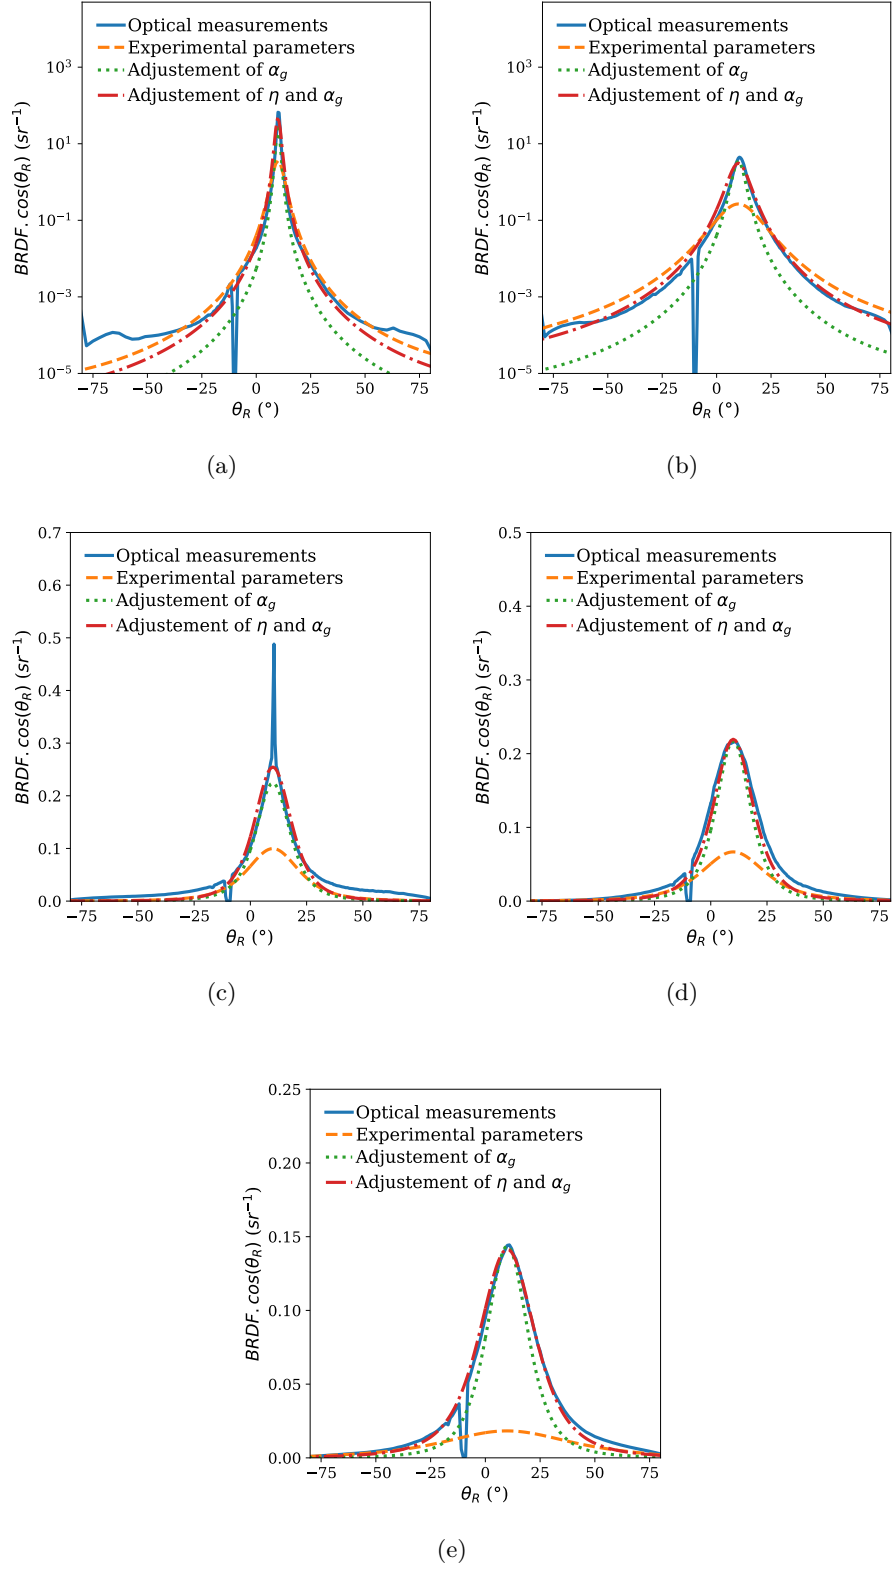 Optical measurements
Experimental parameters
Adjustement of α_g
Adjustement of η and α_g
10^3
10^1
10^−1
10^−3
10^−5
BRDF.cos(θ_R) (sr^−1)
−75 −50 −25 0 25 50 75
θ_R (°)
(a)
Optical measurements
Experimental parameters
Adjustement of α_g
Adjustement of η and α_g
10^3
10^1
10^−1
10^−3
10^−5
BRDF.cos(θ_R) (sr^−1)
−75 −50 −25 0 25 50 75
θ_R (°)
(b)
Optical measurements
Experimental parameters
Adjustement of α_g
Adjustement of η and α_g
0.7
0.6
0.5
0.4
0.3
0.2
0.1
0.0
BRDF.cos(θ_R) (sr^−1)
−75 −50 −25 0 25 50 75
θ_R (°)
(c)
Optical measurements
Experimental parameters
Adjustement of α_g
Adjustement of η and α_g
0.5
0.4
0.3
0.2
0.1
0.0
BRDF.cos(θ_R) (sr^−1)
−75 −50 −25 0 25 50 75
θ_R (°)
(d)
Optical measurements
Experimental parameters
Adjustement of α_g
Adjustement of η and α_g
0.25
0.20
0.15
0.10
0.05
0.00
BRDF.cos(θ_R) (sr^−1)
−75 −50 −25 0 25 50 75
θ_R (°)
(e)